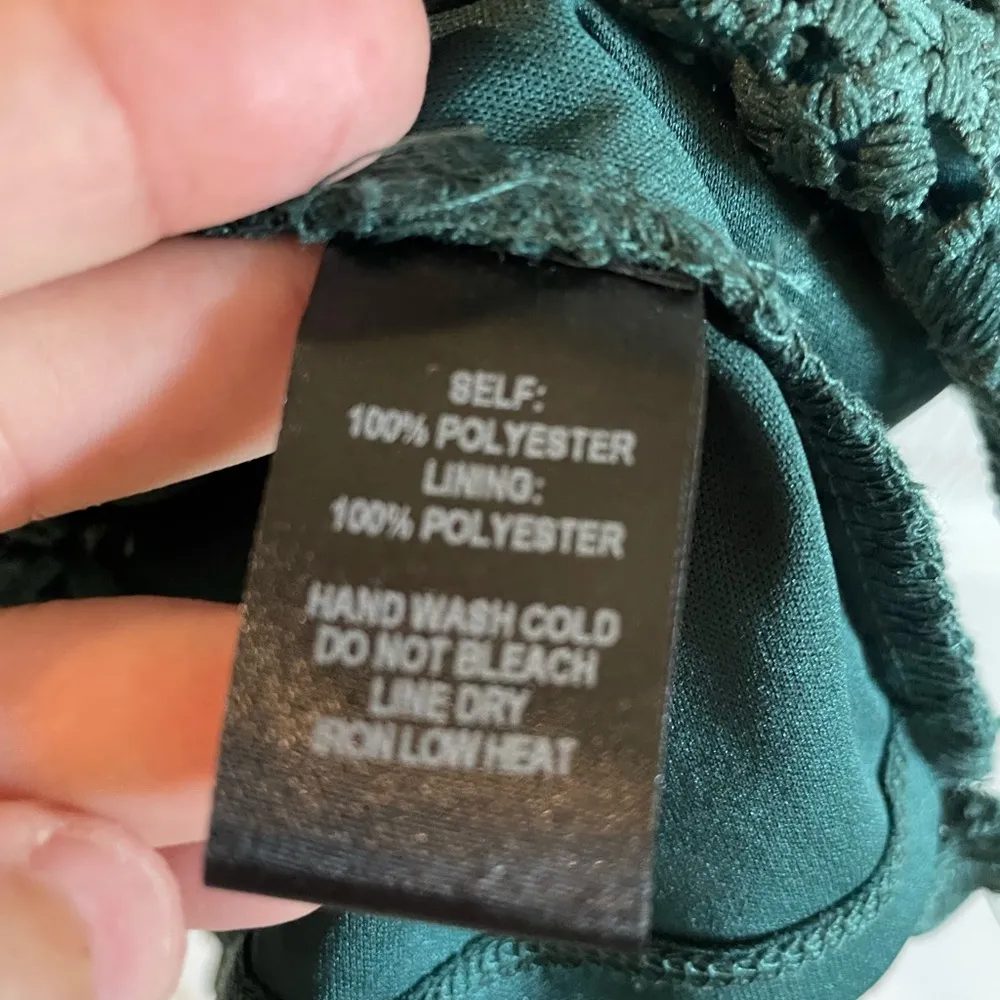 SELF:
100% POLYESTER
LINING:
100% POLYESTER
HAND WASH COLD
DO NOT BLEACH
LINE DRY
IRON LOW HEAT